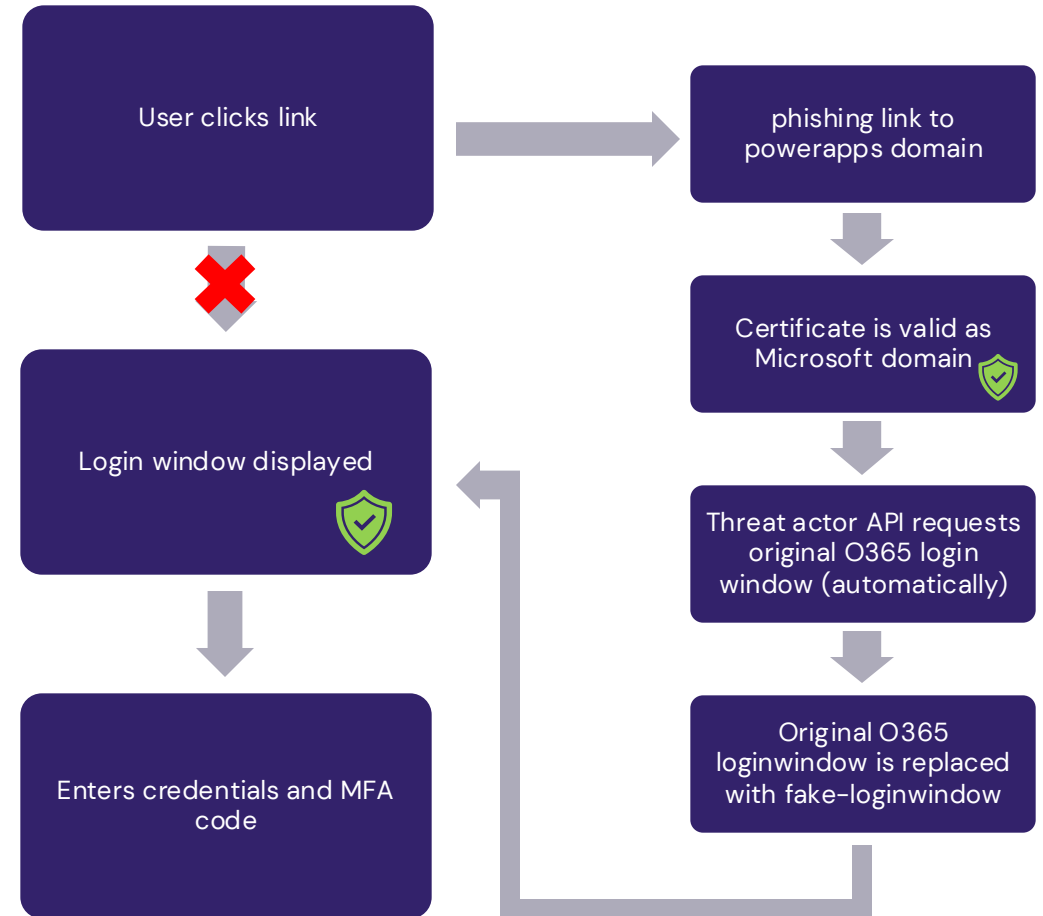 User clicks link
phishing link to
powerapps domain
Certificate is valid as
Microsoft domain
Login window displayed
Threat actor API requests
original O365 login
window (automatically)
Original O365
loginwindow is replaced
with fake-loginwindow
Enters credentials and MFA
code